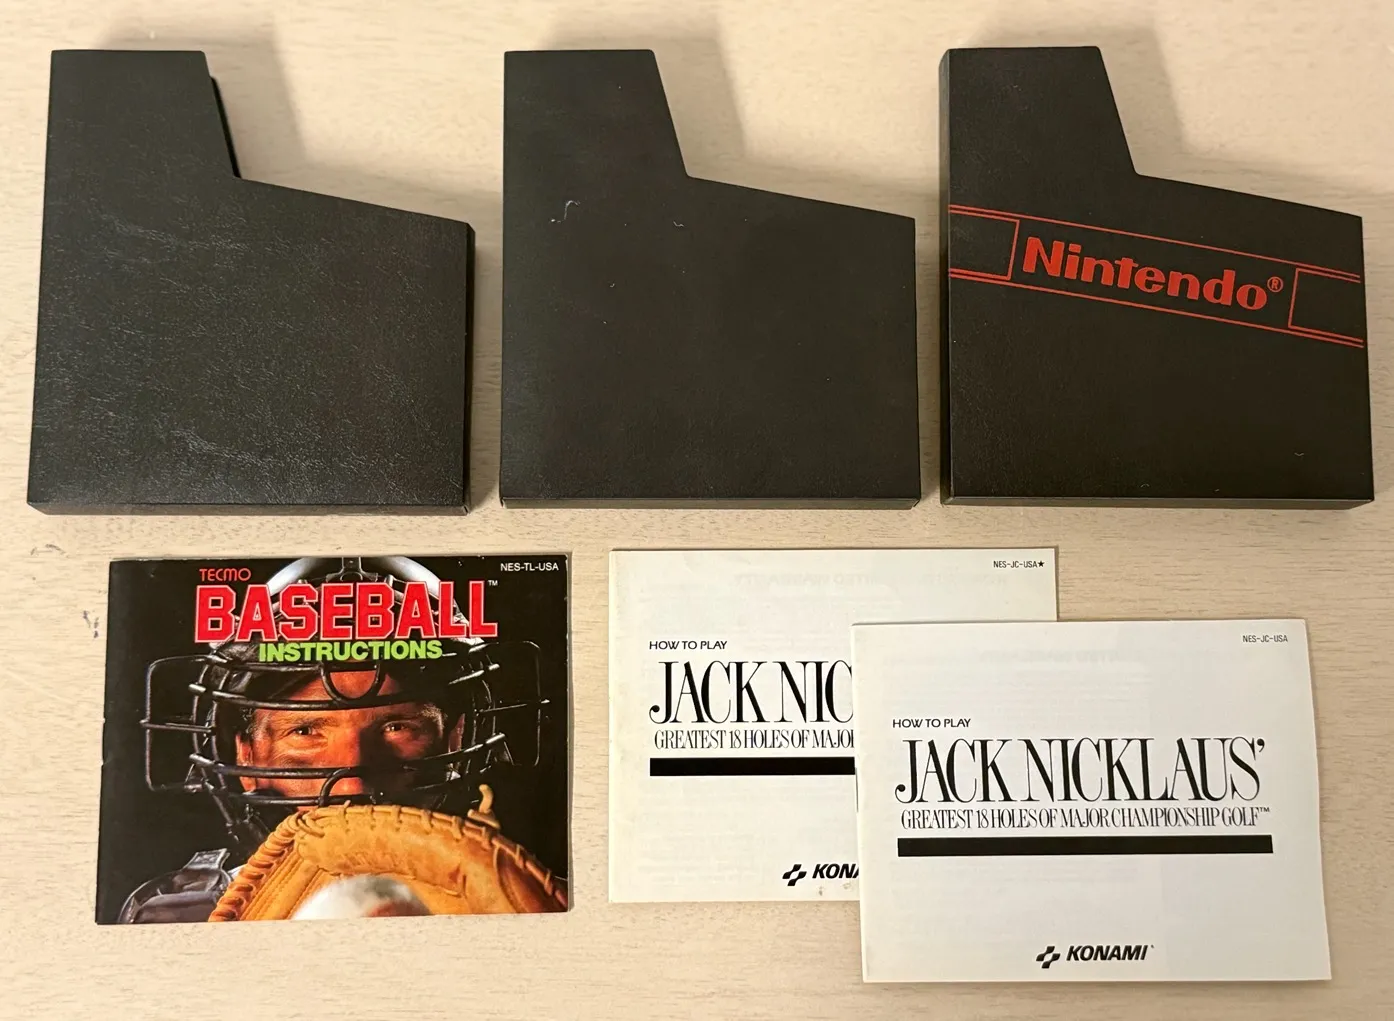 Nintendo®
TECMO
NES-TL-USA
BASEBALL™
INSTRUCTIONS
NES-JC-USA★
HOW TO PLAY
JACK NIC
GREATEST 18 HOLES OF MAJOR
KONA
NES-JC-USA
HOW TO PLAY
JACK NICKLAUS'
GREATEST 18 HOLES OF MAJOR CHAMPIONSHIP GOLF™
KONAMI